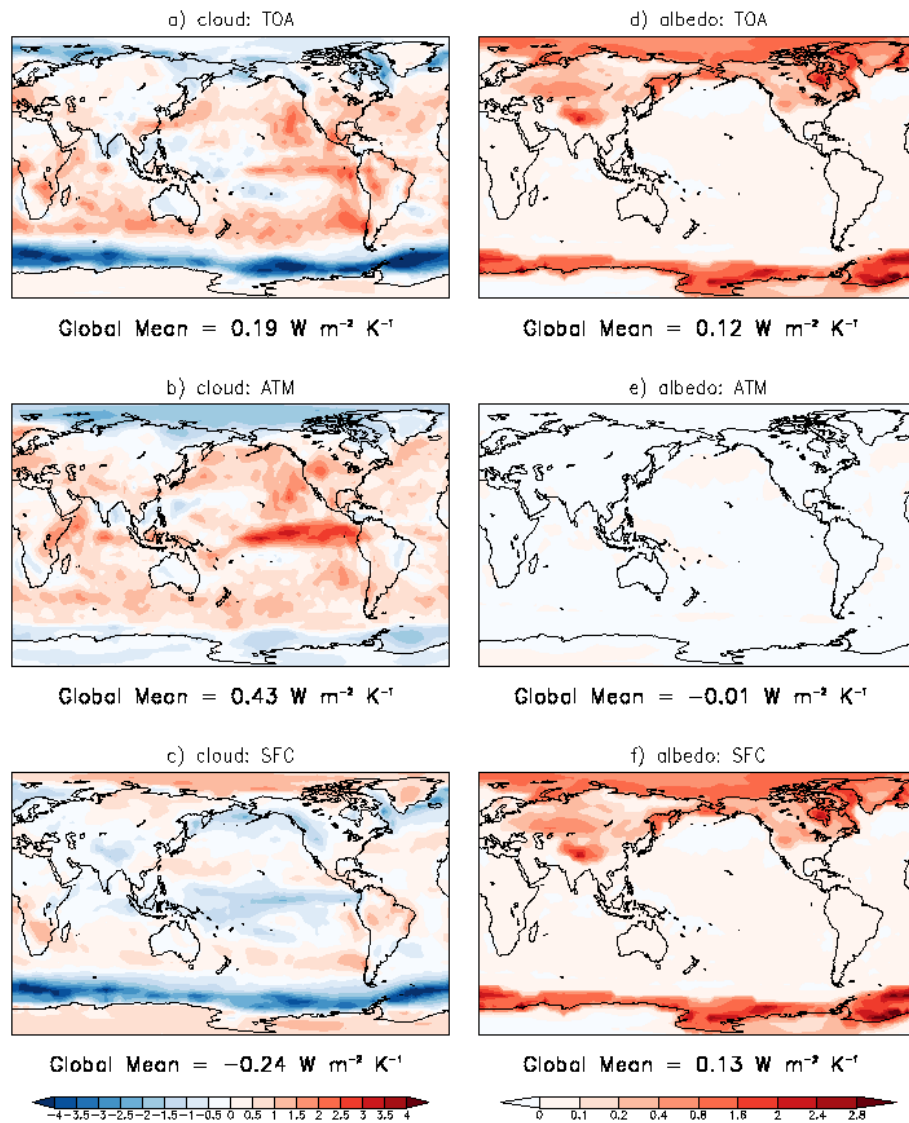 a) cloud: TOA
d) albedo: TOA
Global Mean = 0.19 W m⁻² K⁻¹
Global Mean = 0.12 W m⁻² K⁻¹
b) cloud: ATM
e) albedo: ATM
Global Mean = 0.43 W m⁻² K⁻¹
Global Mean = −0.01 W m⁻² K⁻¹
c) cloud: SFC
f) albedo: SFC
Global Mean = −0.24 W m⁻² K⁻¹
Global Mean = 0.13 W m⁻² K⁻¹
−4 −3.5 −3 −2.5 −2 −1.5 −1 −0.5 0 0.5 1 1.5 2 2.5 3 3.5 4
0 0.1 0.2 0.4 0.8 1.6 2 2.4 2.8